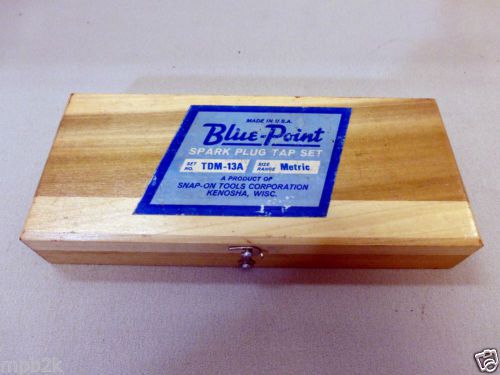 MADE IN U.S.A.
Blue-Point
SPARK PLUG TAP SET
SET NO. TDM-13A SIZE RANGE Metric
A PRODUCT OF
SNAP-ON TOOLS CORPORATION
KENOSHA, WISC.
mpb2k